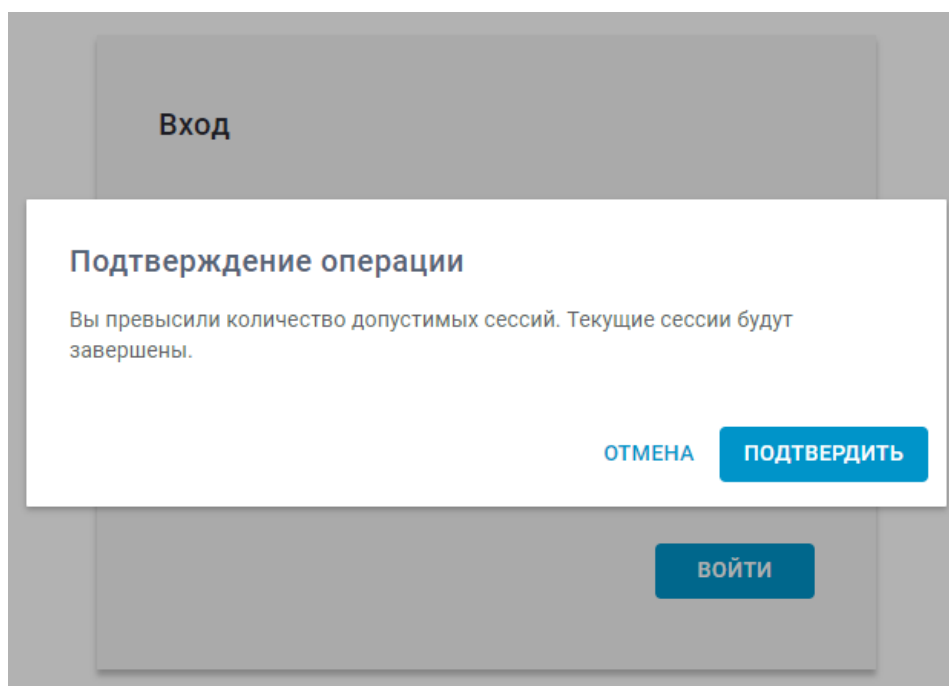 Вход
Подтверждение операции
Вы превысили количество допустимых сессий. Текущие сессии будут
завершены.
ОТМЕНА ПОДТВЕРДИТЬ
ВОЙТИ